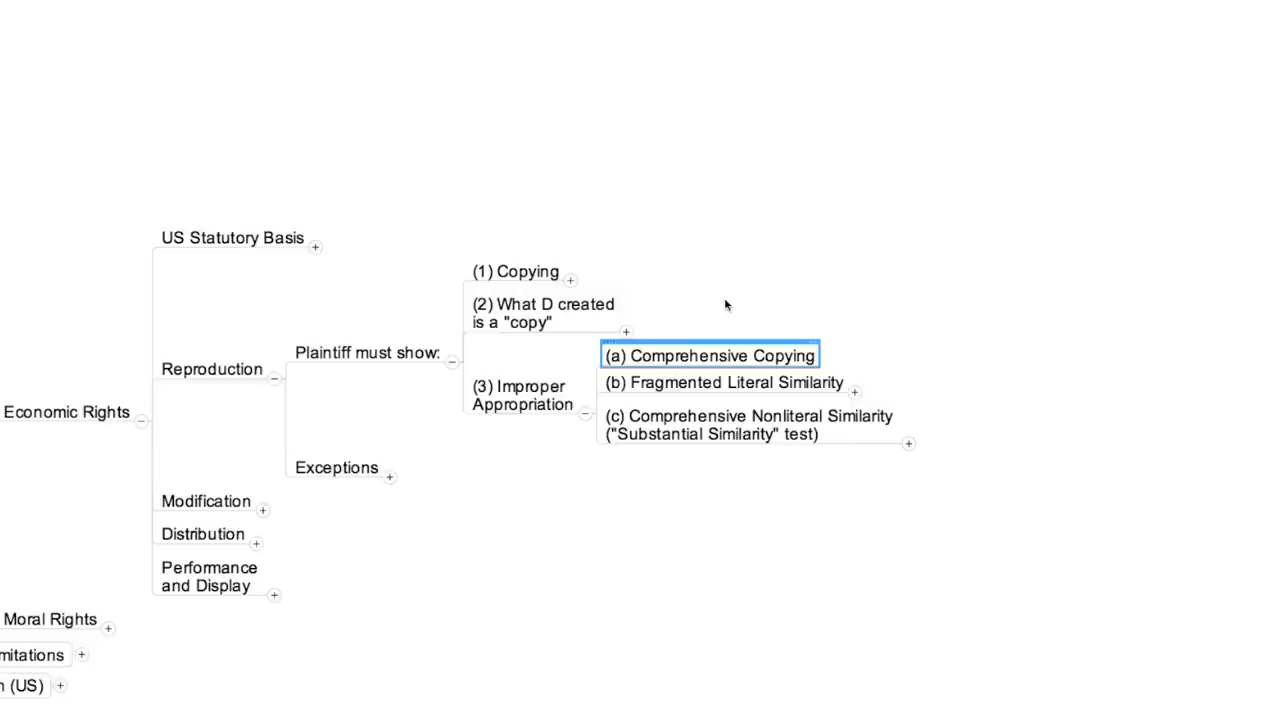 US Statutory Basis
(1) Copying
(2) What D created
is a "copy"
Plaintiff must show:
(a) Comprehensive Copying
Reproduction
(b) Fragmented Literal Similarity
(3) Improper
Appropriation
Economic Rights
(c) Comprehensive Nonliteral Similarity
("Substantial Similarity" test)
Exceptions
Modification
Distribution
Performance
and Display
Moral Rights
mitations
n (US)